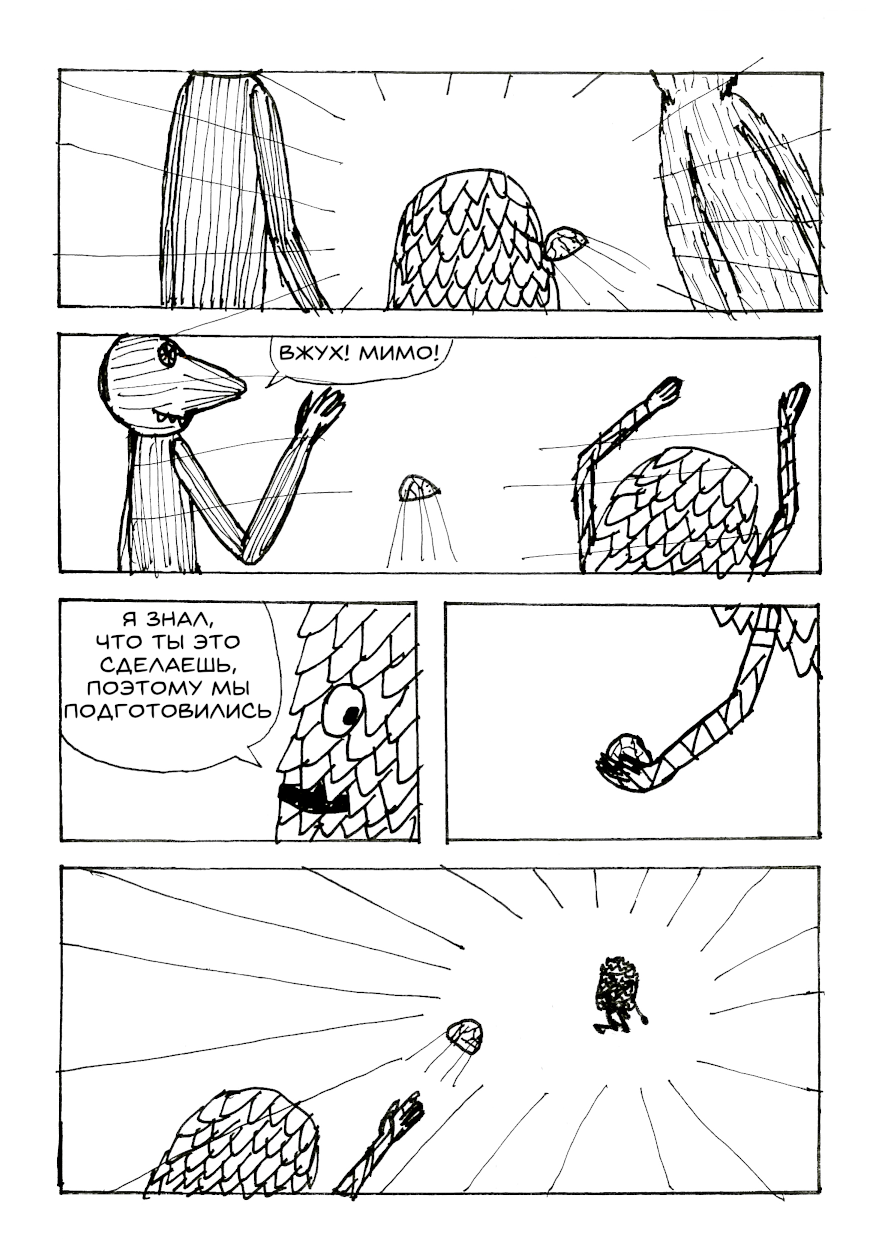 ВЖУХ! МИМО!
Я ЗНАЛ,
ЧТО ТЫ ЭТО
СДЕЛАЕШЬ,
ПОЭТОМУ МЫ
ПОДГОТОВИЛИСЬ